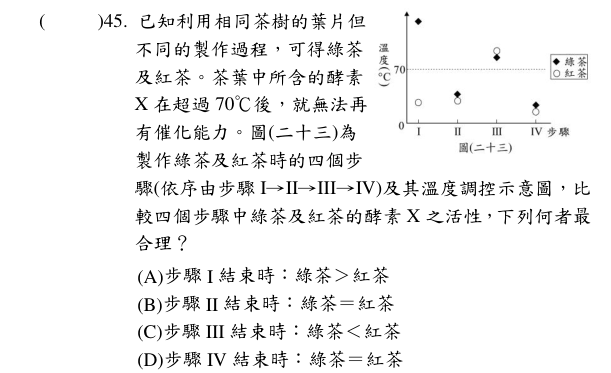 (　　)45. 已知利用相同茶樹的葉片但
不同的製作過程，可得綠茶
及紅茶。茶葉中所含的酵素
X 在超過 70℃後，就無法再
有催化能力。圖(二十三)為
製作綠茶及紅茶時的四個步
驟(依序由步驟 I→II→III→IV)及其溫度調控示意圖，比
較四個步驟中綠茶及紅茶的酵素 X 之活性，下列何者最
合理？
(A)步驟 I 結束時：綠茶＞紅茶
(B)步驟 II 結束時：綠茶＝紅茶
(C)步驟 III 結束時：綠茶＜紅茶
(D)步驟 IV 結束時：綠茶＝紅茶
溫度(℃)
70
0
I II III IV 步驟
◆ 綠茶
○ 紅茶
圖(二十三)